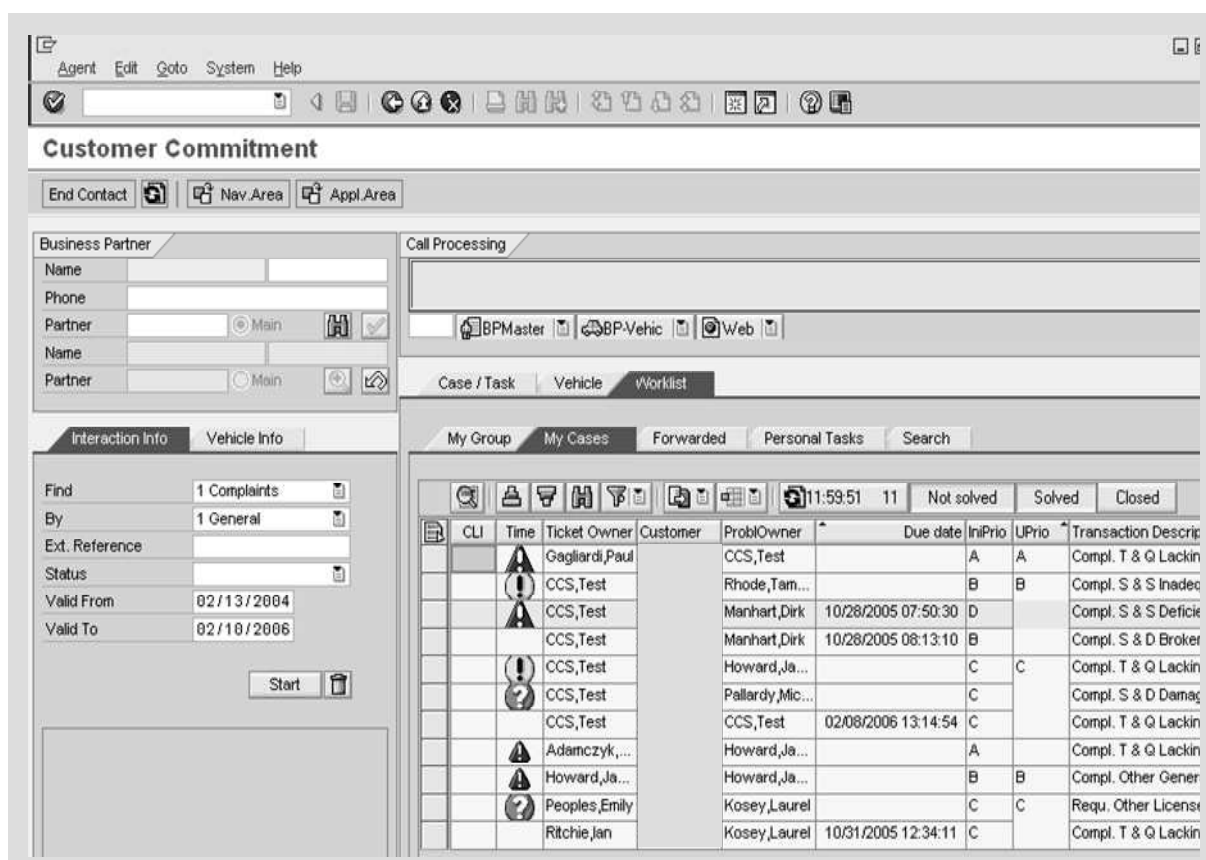 Agent Edit Goto System Help
Customer Commitment
End Contact Nav.Area Appl.Area
Business Partner
Name
Phone
Partner Main
Name
Partner Main
Interaction Info Vehicle Info
Find 1 Complaints
By 1 General
Ext. Reference
Status
Valid From 02/13/2004
Valid To 02/10/2006
Start
Call Processing
BPMaster BP-Vehic Web
Case / Task Vehicle Worklist
My Group My Cases Forwarded Personal Tasks Search
11:59:51 11 Not solved Solved Closed
CLI Time Ticket Owner Customer ProblOwner Due date IniPrio UPrio Transaction Descrip
Gagliardi,Paul CCS,Test A A Compl. T & Q Lackin
CCS,Test Rhode,Tam... B B Compl. S & S Inadeq
CCS,Test Manhart,Dirk 10/28/2005 07:50:30 D Compl. S & S Deficie
CCS,Test Manhart,Dirk 10/28/2005 08:13:10 B Compl. S & D Broker
CCS,Test Howard,Ja... C C Compl. T & Q Lackin
CCS,Test Pallardy,Mic... C Compl. S & D Damag
CCS,Test CCS,Test 02/08/2006 13:14:54 C Compl. T & Q Lackin
Adamczyk,... Howard,Ja... A Compl. T & Q Lackin
Howard,Ja... Howard,Ja... B B Compl. Other Gener
Peoples,Emily Kosey,Laurel C C Requ. Other License
Ritchie,Ian Kosey,Laurel 10/31/2005 12:34:11 C Compl. T & Q Lackin